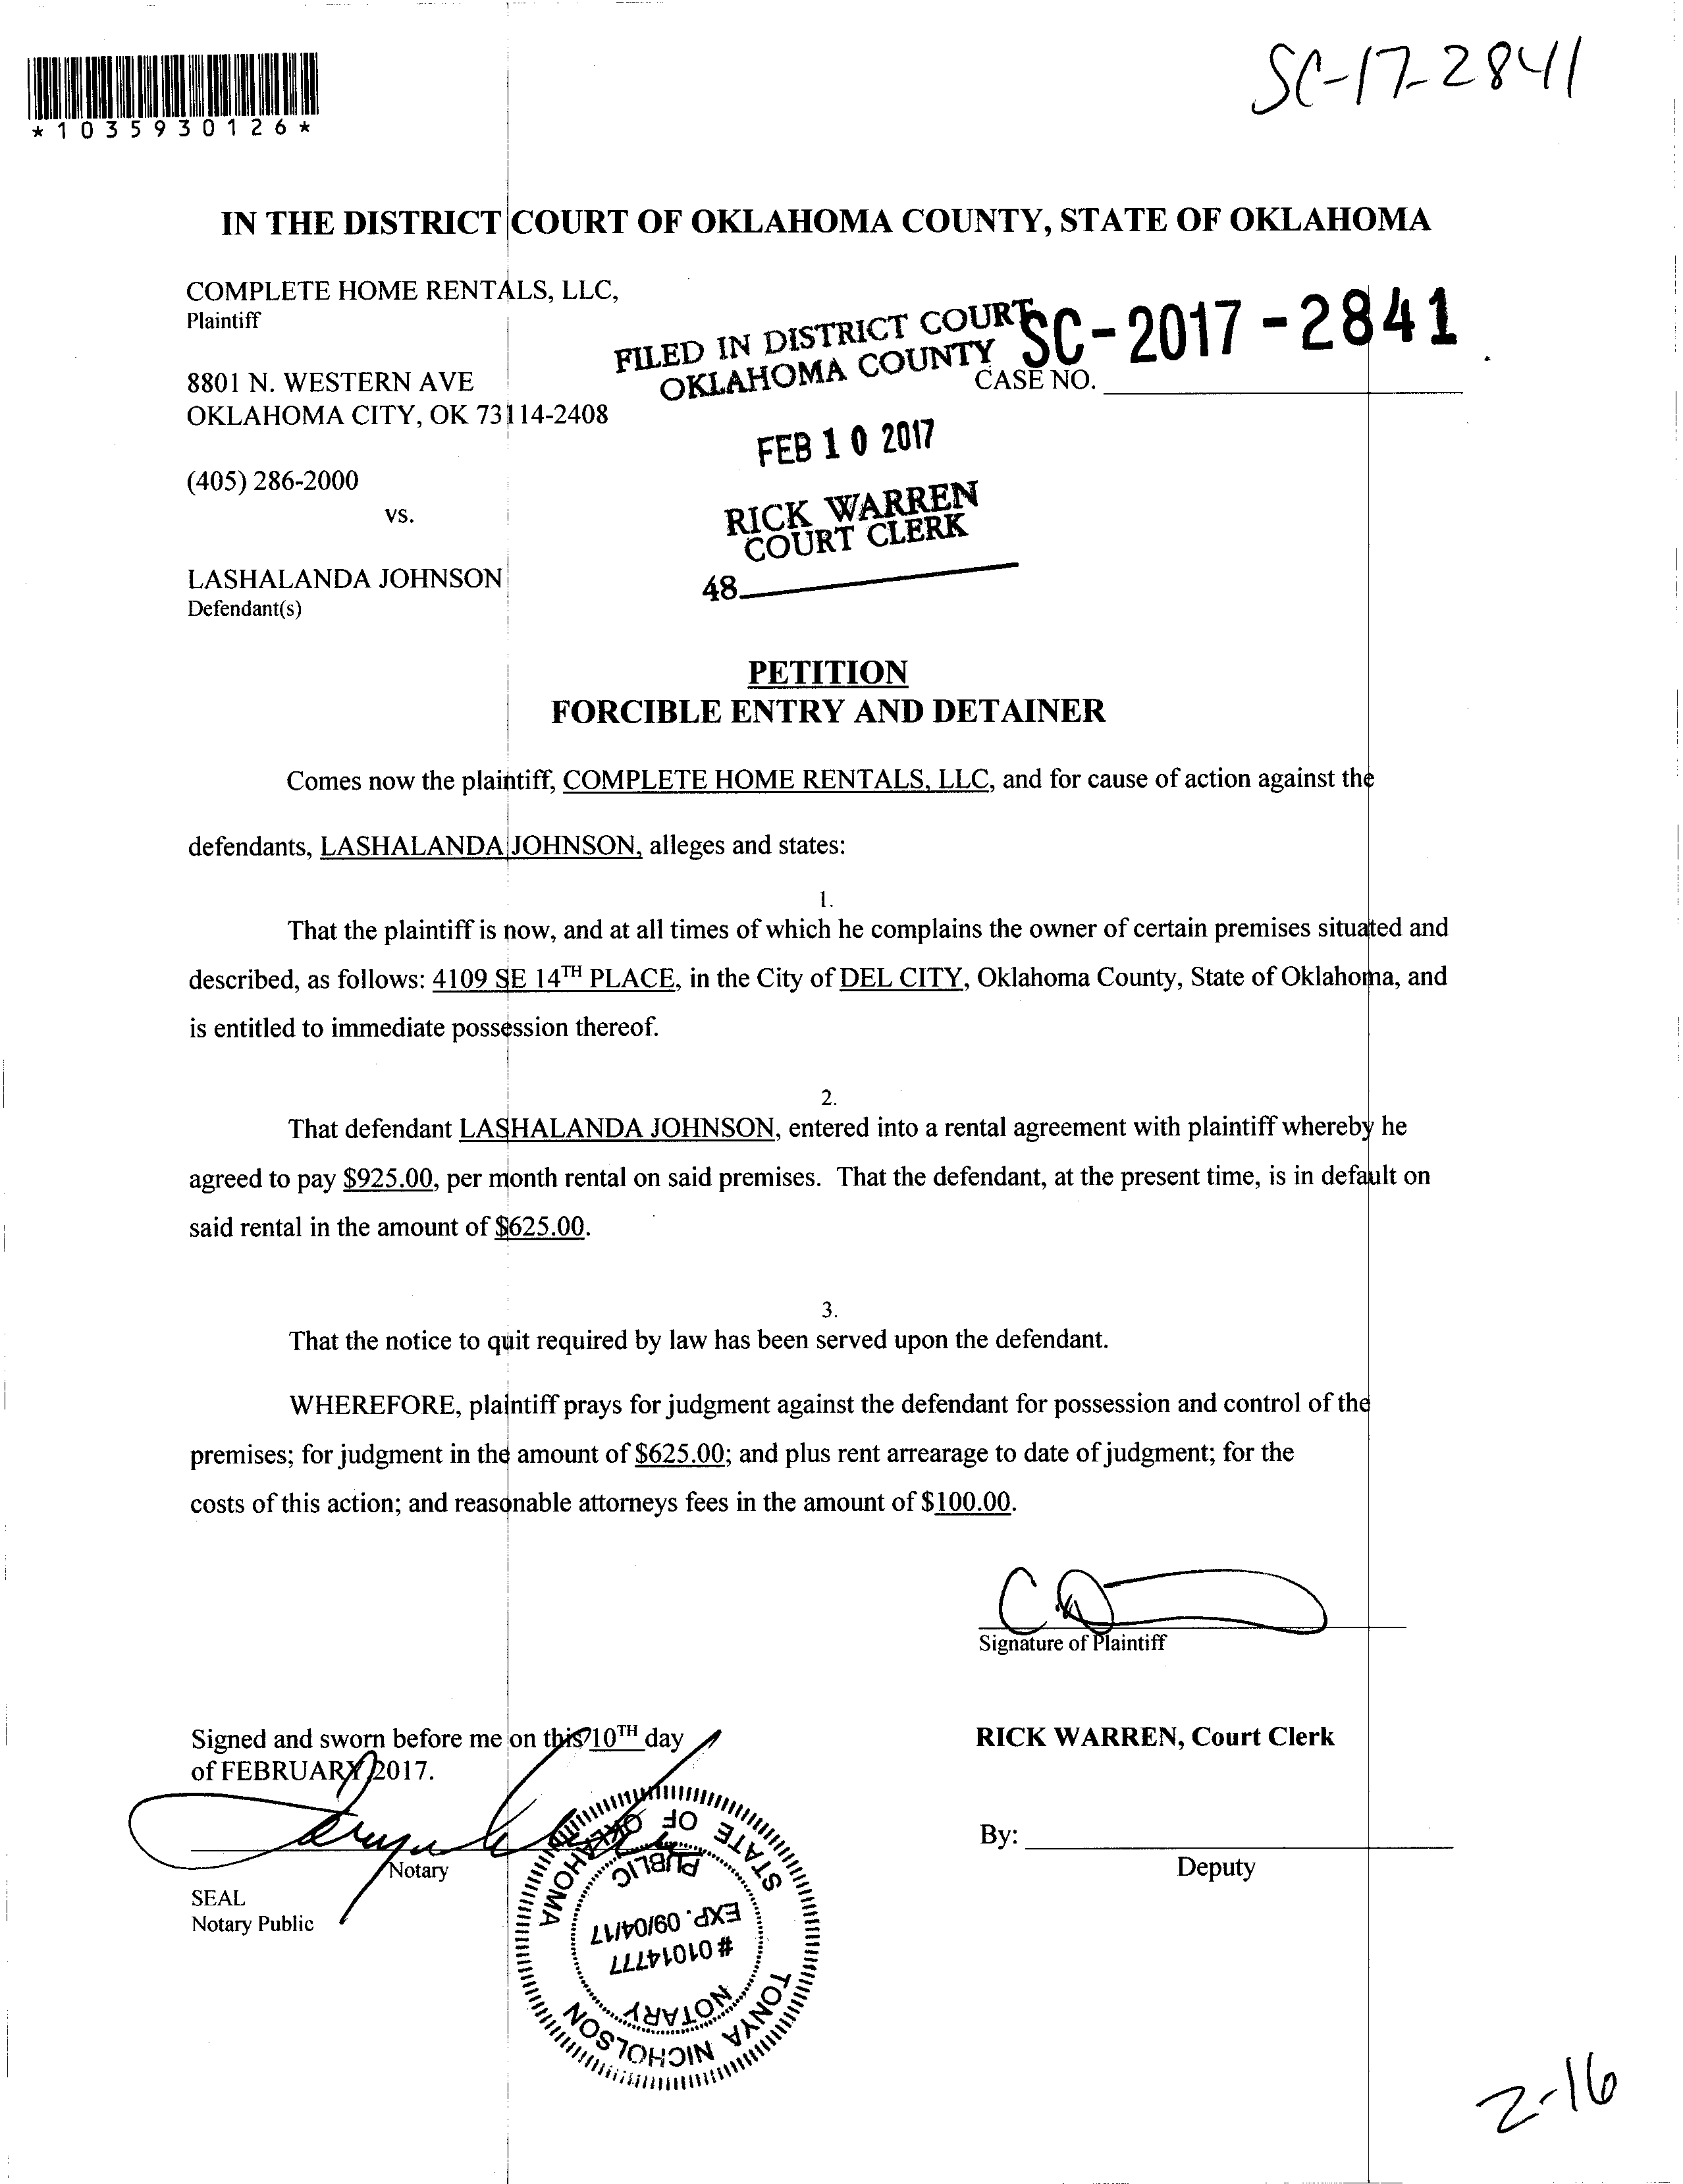 SC-17-2841
*1035930126*
IN THE DISTRICT COURT OF OKLAHOMA COUNTY, STATE OF OKLAHOMA
COMPLETE HOME RENTALS, LLC,
Plaintiff
8801 N. WESTERN AVE
OKLAHOMA CITY, OK 73114-2408
(405) 286-2000
vs.
LASHALANDA JOHNSON
Defendant(s)
FILED IN DISTRICT COURT
OKLAHOMA COUNTY
FEB 10 2017
RICK WARREN
COURT CLERK
48
SC-2017-2841
CASE NO.
PETITION
FORCIBLE ENTRY AND DETAINER
Comes now the plaintiff, COMPLETE HOME RENTALS, LLC, and for cause of action against the
defendants, LASHALANDA JOHNSON, alleges and states:
1.
That the plaintiff is now, and at all times of which he complains the owner of certain premises situated and
described, as follows: 4109 SE 14TH PLACE, in the City of DEL CITY, Oklahoma County, State of Oklahoma, and
is entitled to immediate possession thereof.
2.
That defendant LASHALANDA JOHNSON, entered into a rental agreement with plaintiff whereby he
agreed to pay $925.00, per month rental on said premises. That the defendant, at the present time, is in default on
said rental in the amount of $625.00.
3.
That the notice to quit required by law has been served upon the defendant.
WHEREFORE, plaintiff prays for judgment against the defendant for possession and control of the
premises; for judgment in the amount of $625.00; and plus rent arrearage to date of judgment; for the
costs of this action; and reasonable attorneys fees in the amount of $100.00.
Signature of Plaintiff
Signed and sworn before me on this 10TH day
of FEBRUARY 2017.
Notary
SEAL
Notary Public
RICK WARREN, Court Clerk
By:
Deputy
TONYA NICHOLSON
STATE OF OKLAHOMA
NOTARY
# 01014777
EXP. 09/04/17
PUBLIC
2-16